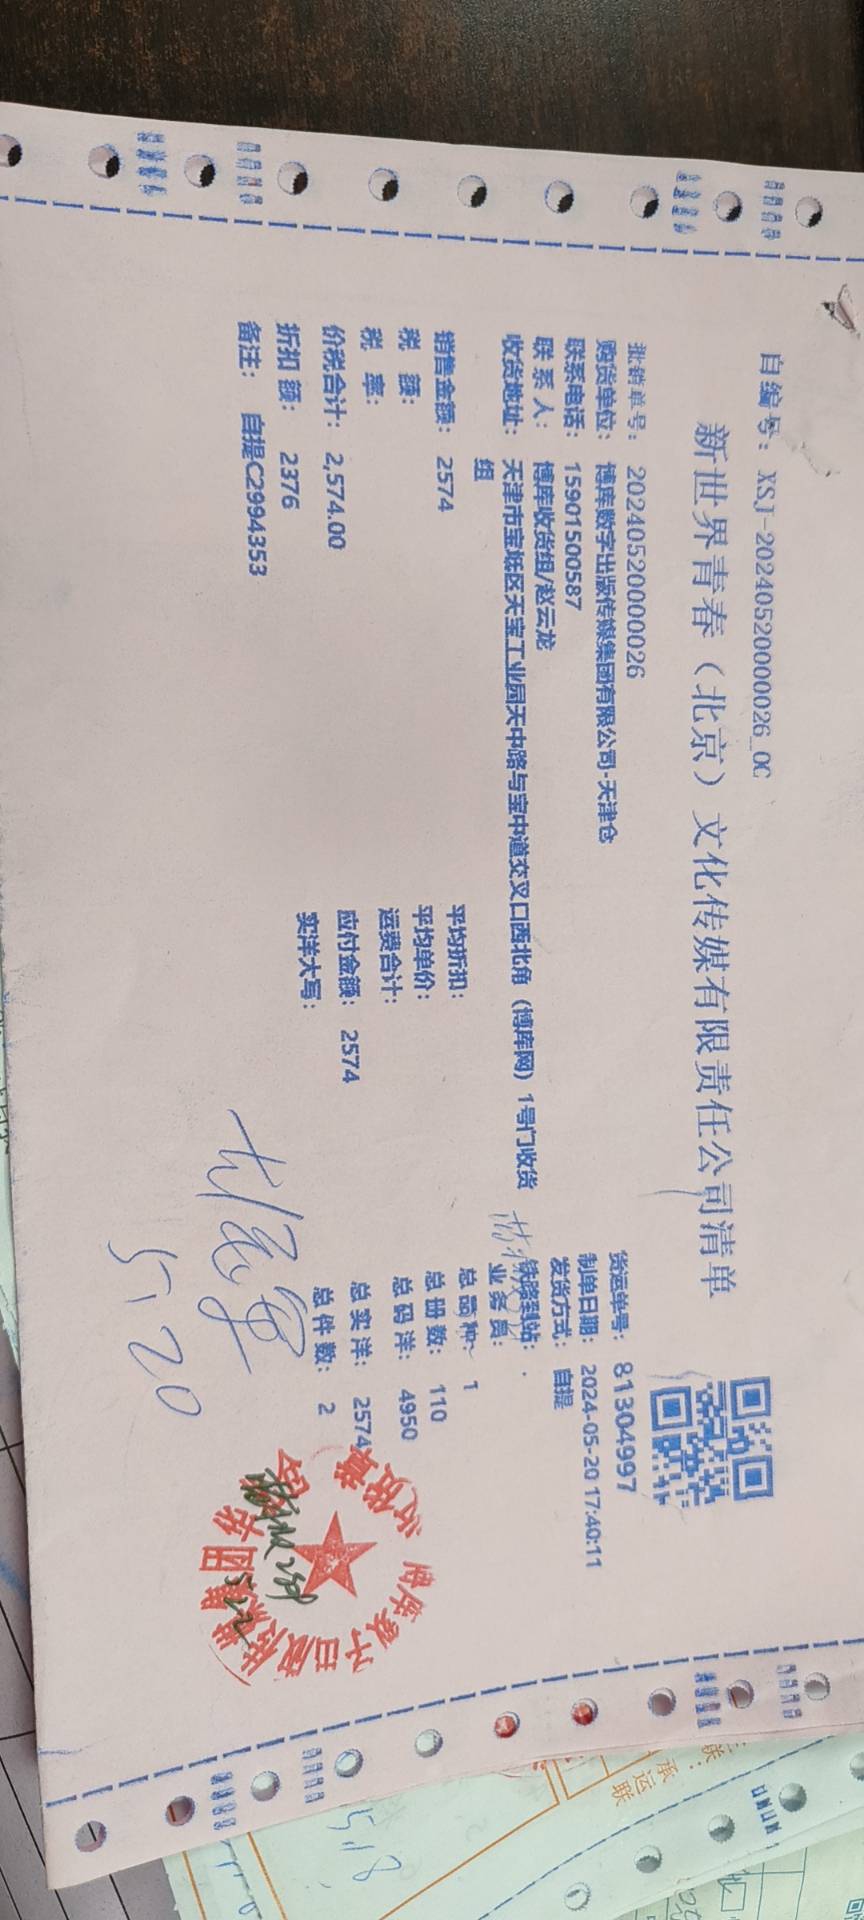 自编号：XSJ-20240520000026_0C
新世界青春（北京）文化传媒有限责任公司清单
批销单号：20240520000026
货运单号：81304997
购货单位：博库数字出版传媒集团有限公司-天津仓
制单日期：2024-05-20 17:40:11
联系电话：15901500587
发货方式：自提
联 系 人：博库收货组/赵云龙
铁路到站：.
收货地址：天津市宝坻区天宝工业园天中路与宝中道交叉口西北角（博库网）1号门收货
组
业 务 员：
销售金额：2574
平均折扣：
总 品 种：1
税 额：
平均单价：
总 册 数：110
税 率：
运费合计：
总 码 洋：4950
价税合计：2,574.00
应付金额：2574
总 实 洋：2574
折扣 额：2376
实洋大写：
总 件 数：2
备注：自提C2994353
5.20
收货章
三联：承运联
5.18